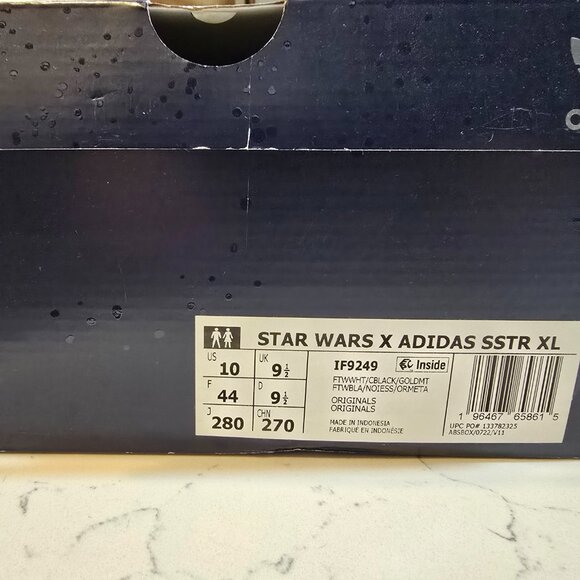 STAR WARS X ADIDAS SSTR XL
US 10 UK 9½
F 44 D 9½
J 280 CHN 270
IF9249 Inside
FTWWHT/CBLACK/GOLDMT
FTWBLA/NOIESS/ORMETA
ORIGINALS
ORIGINALS
MADE IN INDONESIA
FABRIQUÉ EN INDONÉSIE
1 96467 65861 5
UPC PO# 133782325
ABSBOX/0722/V11